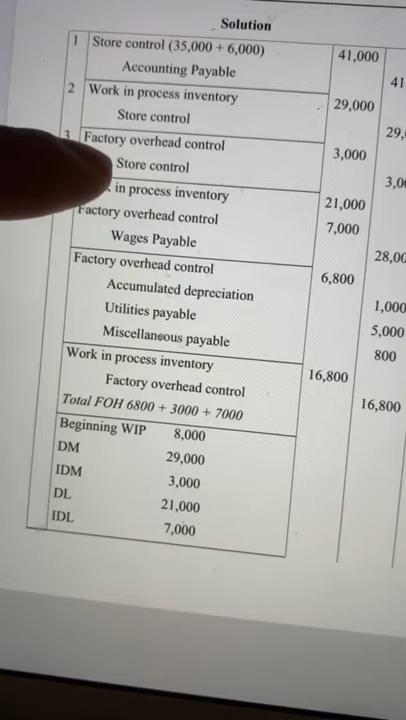 Solution
1 Store control (35,000 + 6,000) 41,000
Accounting Payable 41
2 Work in process inventory 29,000
Store control 29,
3 Factory overhead control 3,000
Store control 3,0
in process inventory 21,000
Factory overhead control 7,000
Wages Payable 28,00
Factory overhead control 6,800
Accumulated depreciation 1,000
Utilities payable 5,000
Miscellaneous payable 800
Work in process inventory 16,800
Factory overhead control 16,800
Total FOH 6800 + 3000 + 7000
Beginning WIP 8,000
DM 29,000
IDM 3,000
DL 21,000
IDL 7,000